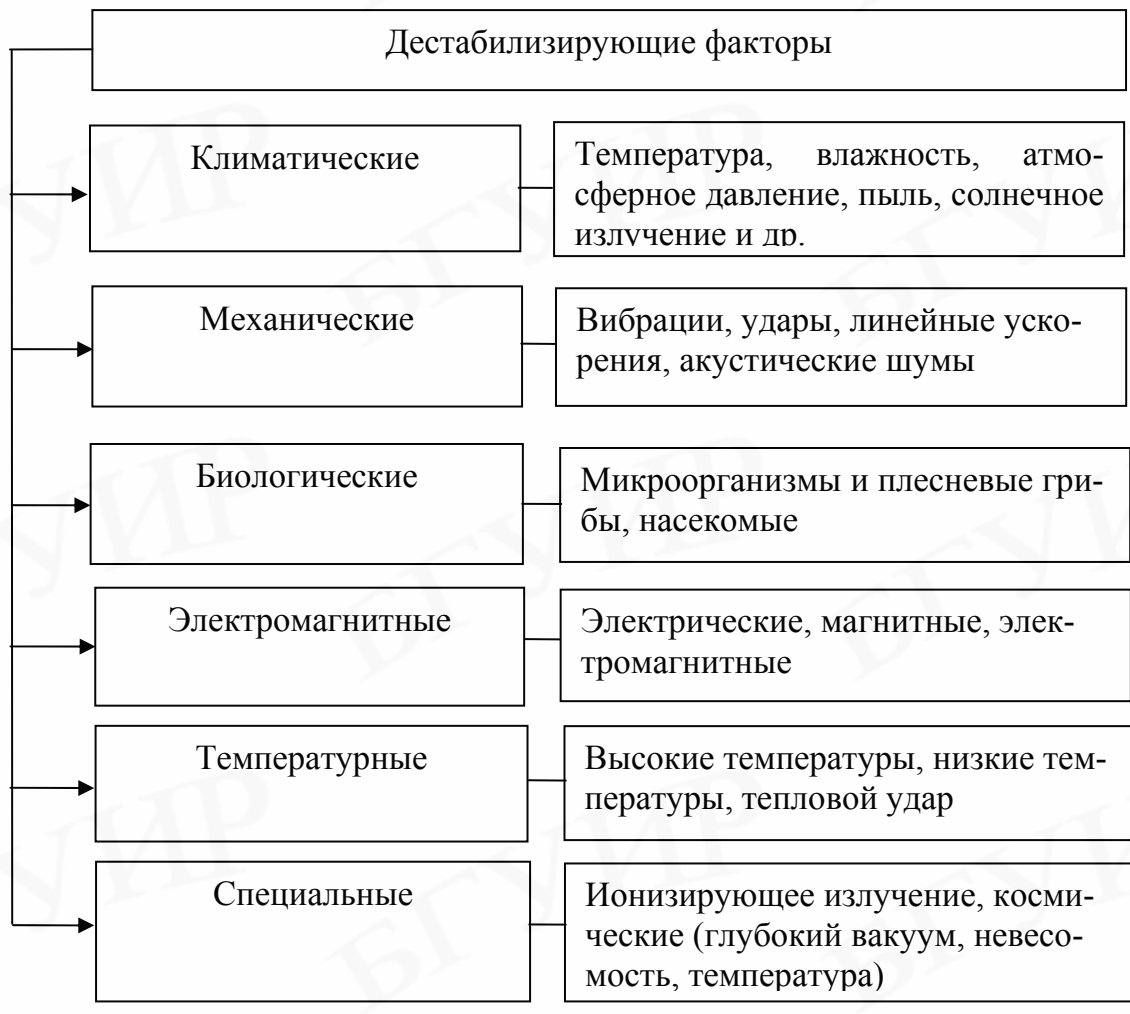 Дестабилизирующие факторы
Климатические
Температура, влажность, атмо-
сферное давление, пыль, солнечное
излучение и др.
Механические
Вибрации, удары, линейные уско-
рения, акустические шумы
Биологические
Микроорганизмы и плесневые гри-
бы, насекомые
Электромагнитные
Электрические, магнитные, элек-
тромагнитные
Температурные
Высокие температуры, низкие тем-
пературы, тепловой удар
Специальные
Ионизирующее излучение, косми-
ческие (глубокий вакуум, невесо-
мость, температура)
БГУИР